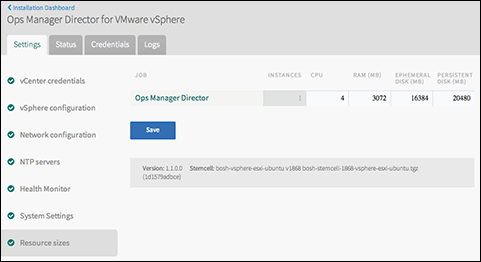 Installation Dashboard
Ops Manager Director for VMware vSphere
Settings Status Credentials Logs
vCenter credentials
vSphere configuration
Network configuration
NTP servers
Health Monitor
System Settings
Resource sizes
JOB INSTANCES CPU RAM (MB) EPHEMERAL DISK (MB) PERSISTENT DISK (MB)
Ops Manager Director 1 4 3072 16384 20480
Save
Version: 1.1.0.0 Stemcell: bosh-vsphere-esxi-ubuntu v1868 bosh-stemcell-1868-vsphere-esxi-ubuntu.tgz
(1d1579adbce)